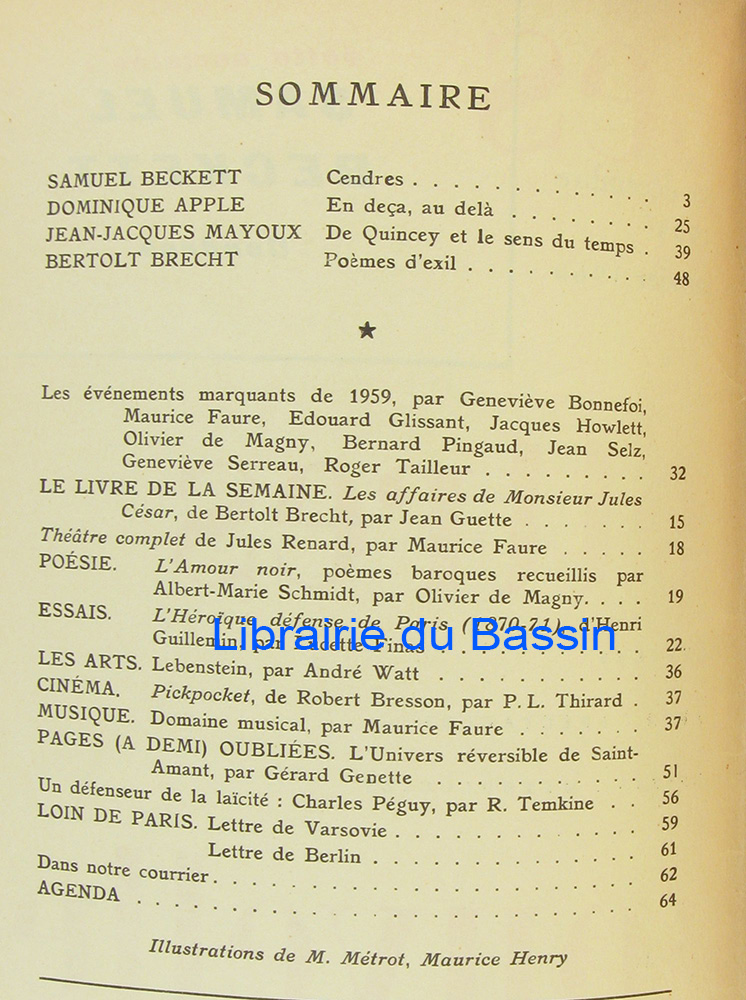 SOMMAIRE
SAMUEL BECKETT Cendres . . . . . . . . . . 3
DOMINIQUE APPLE En deça, au delà . . . . . . 25
JEAN-JACQUES MAYOUX De Quincey et le sens du temps . 39
BERTOLT BRECHT Poèmes d'exil . . . . . . . . 48
★
Les événements marquants de 1959, par Geneviève Bonnefoi,
Maurice Faure, Edouard Glissant, Jacques Howlett,
Olivier de Magny, Bernard Pingaud, Jean Selz,
Geneviève Serreau, Roger Tailleur . . . . . . . . . 32
LE LIVRE DE LA SEMAINE. Les affaires de Monsieur Jules
César, de Bertolt Brecht, par Jean Guette . . . . . . . 15
Théâtre complet de Jules Renard, par Maurice Faure . . . . . 18
POÉSIE. L'Amour noir, poèmes baroques recueillis par
Albert-Marie Schmidt, par Olivier de Magny. . . . 19
ESSAIS. L'Héroïque défense de Paris (1870-71), d'Henri
Guillemin, par Ludette Finas . . . . . . . . . . 22
Librairie du Bassin
LES ARTS. Lebenstein, par André Watt . . . . . . . . . 36
CINÉMA. Pickpocket, de Robert Bresson, par P. L. Thirard . 37
MUSIQUE. Domaine musical, par Maurice Faure . . . . . . . 37
PAGES (A DEMI) OUBLIÉES. L'Univers réversible de Saint-
Amant, par Gérard Genette . . . . . . . . . . . 51
Un défenseur de la laïcité : Charles Péguy, par R. Temkine . . 56
LOIN DE PARIS. Lettre de Varsovie . . . . . . . . . . . . 59
Lettre de Berlin . . . . . . . . . . . . . 61
Dans notre courrier. . . . . . . . . . . . . . . . . . . . . . 62
AGENDA . . . . . . . . . . . . . . . . . . . . . . . . . . 64
Illustrations de M. Métrot, Maurice Henry